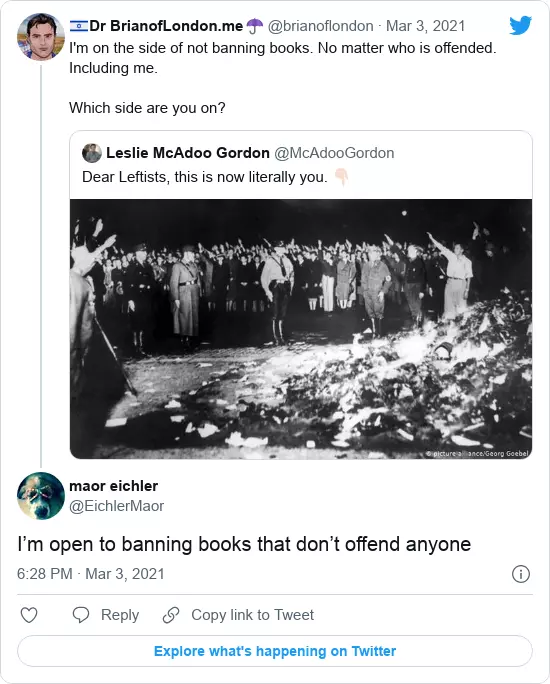 Dr BrianofLondon.me @brianoflondon · Mar 3, 2021
I'm on the side of not banning books. No matter who is offended.
Including me.
Which side are you on?
Leslie McAdoo Gordon @McAdooGordon
Dear Leftists, this is now literally you.
© picture-alliance/Georg Goebel
maor eichler
@EichlerMaor
I’m open to banning books that don’t offend anyone
6:28 PM · Mar 3, 2021
Reply
Copy link to Tweet
Explore what's happening on Twitter